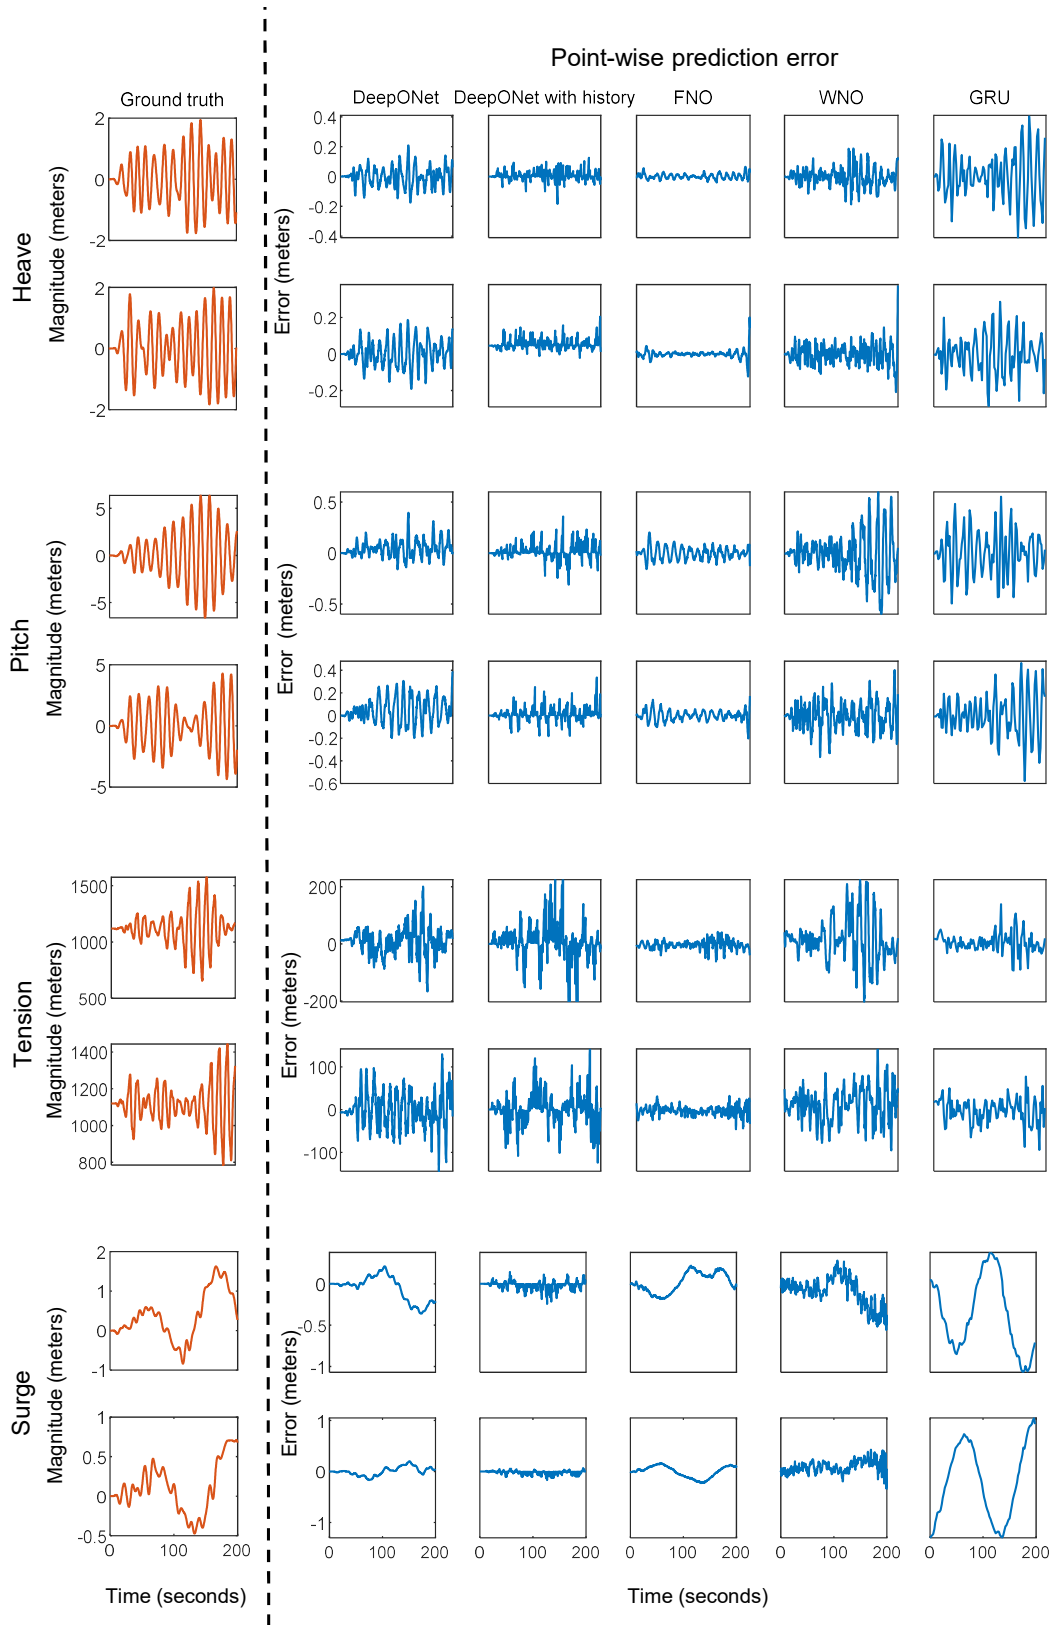 Point-wise prediction error
Ground truth
DeepONet
DeepONet with history
FNO
WNO
GRU
Heave
Magnitude (meters)
2
0
-2
Error (meters)
0.4
0.2
0
-0.2
-0.4
2
0
-2
0.2
0
-0.2
Pitch
Magnitude (meters)
5
0
-5
Error (meters)
0.5
0
-0.5
5
0
-5
0.4
0.2
0
-0.2
-0.4
-0.6
Tension
Magnitude (meters)
1500
1000
500
Error (meters)
200
0
-200
1400
1200
1000
800
100
0
-100
Surge
Magnitude (meters)
2
1
0
-1
Error (meters)
0
-0.5
-1
1
0.5
0
-0.5
1
0
-1
0 100 200
0 100 200
0 100 200
0 100 200
0 100 200
0 100 200
Time (seconds)
Time (seconds)